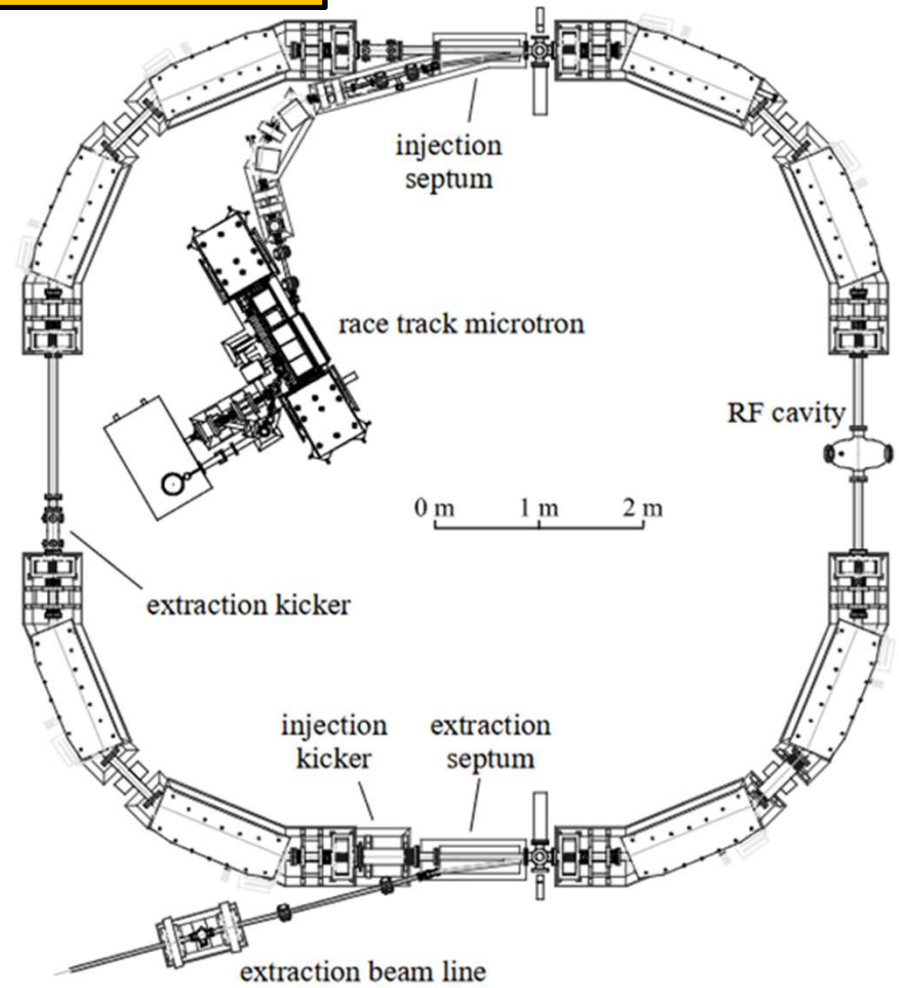 injection
septum
race track microtron
RF cavity
0 m 1 m 2 m
extraction kicker
injection
kicker
extraction
septum
extraction beam line